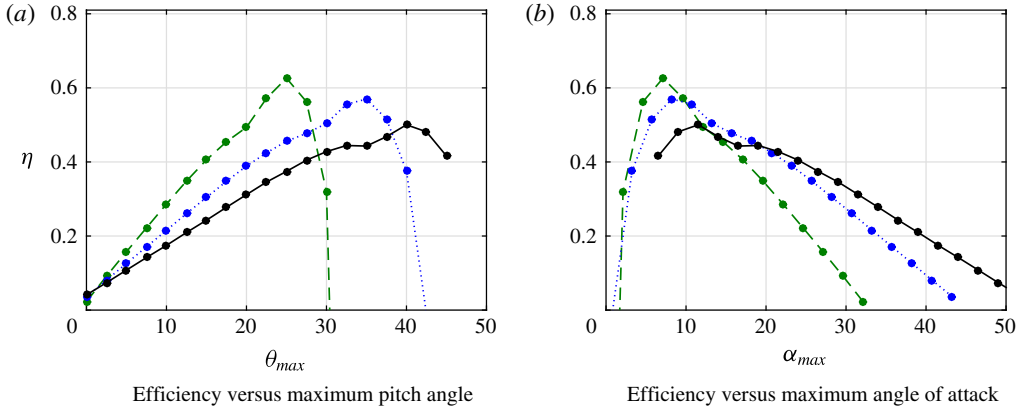 (a)
0.8
0.6
η
0.4
0.2
0
10
20
30
40
50
θmax
Efficiency versus maximum pitch angle
(b)
0.8
0.6
0.4
0.2
0
10
20
30
40
50
αmax
Efficiency versus maximum angle of attack